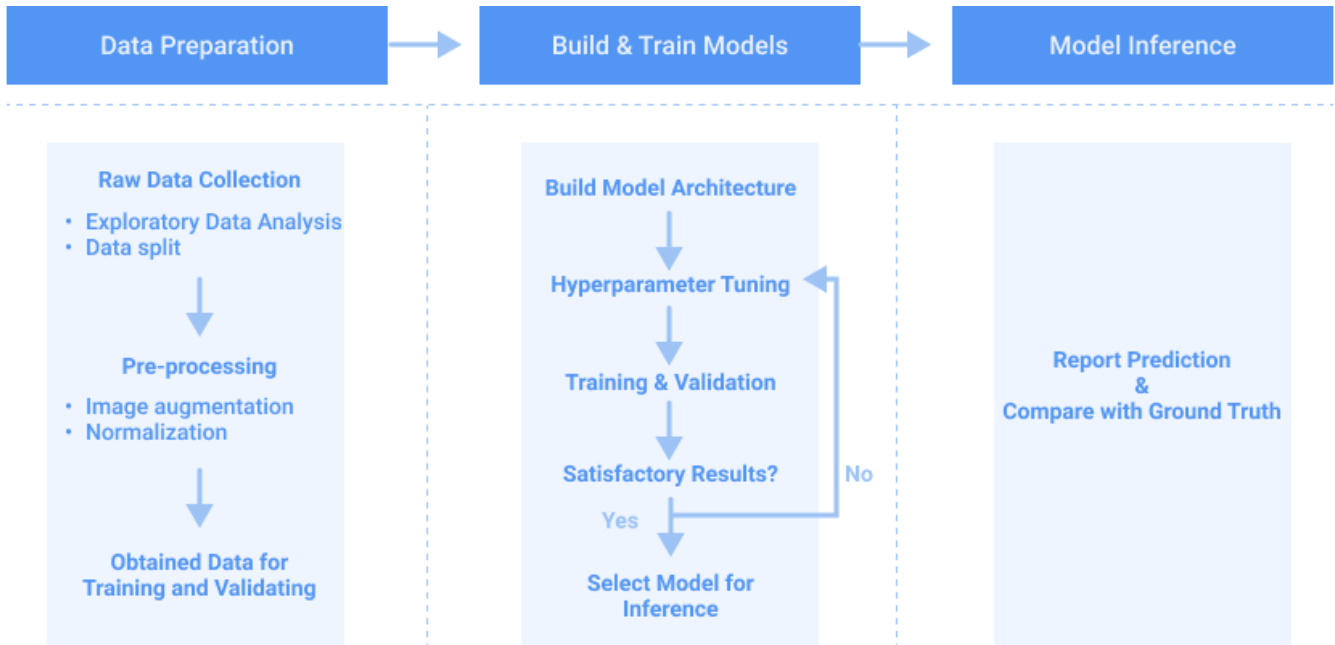 Data Preparation
Build & Train Models
Model Inference
Raw Data Collection
• Exploratory Data Analysis
• Data split
Pre-processing
• Image augmentation
• Normalization
Obtained Data for
Training and Validating
Build Model Architecture
Hyperparameter Tuning
Training & Validation
Satisfactory Results?
No
Yes
Select Model for
Inference
Report Prediction
&
Compare with Ground Truth